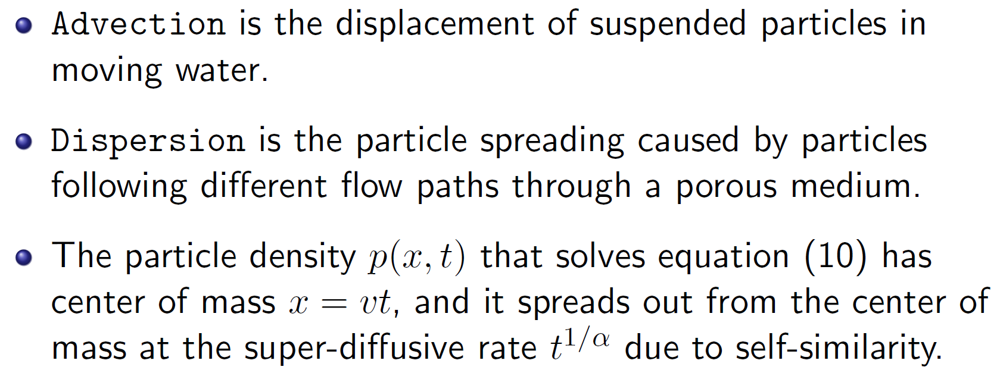 • Advection is the displacement of suspended particles in
moving water.
• Dispersion is the particle spreading caused by particles
following different flow paths through a porous medium.
• The particle density p(x, t) that solves equation (10) has
center of mass x = vt, and it spreads out from the center of
mass at the super-diffusive rate t^{1/α} due to self-similarity.